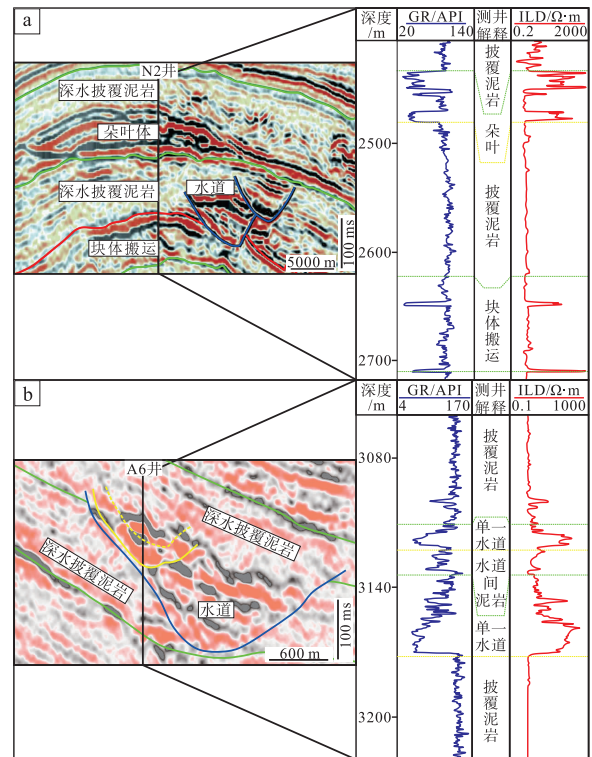 a
N2井
深水披覆泥岩
朵叶体
深水披覆泥岩
水道
块体搬运
5000 m
100 ms
深度
/m
GR/API
20 140
测井
解释
ILD/Ω·m
0.2 2000
2500
2600
2700
披覆泥岩
朵叶
披覆泥岩
块体搬运
b
A6井
深水披覆泥岩
深水披覆泥岩
水道
600 m
100 ms
深度
/m
GR/API
4 170
测井
解释
ILD/Ω·m
0.1 1000
3080
3140
3200
披覆泥岩
单一
水道
水道
间
泥岩
单一
水道
披覆泥岩